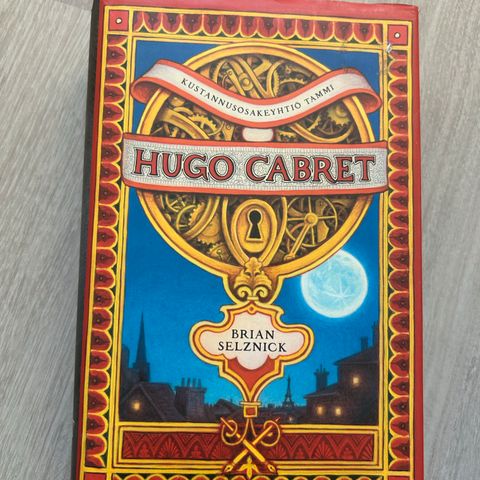 KUSTANNUSOSAKEYHTIÖ TAMMI
HUGO CABRET
BRIAN
SELZNICK